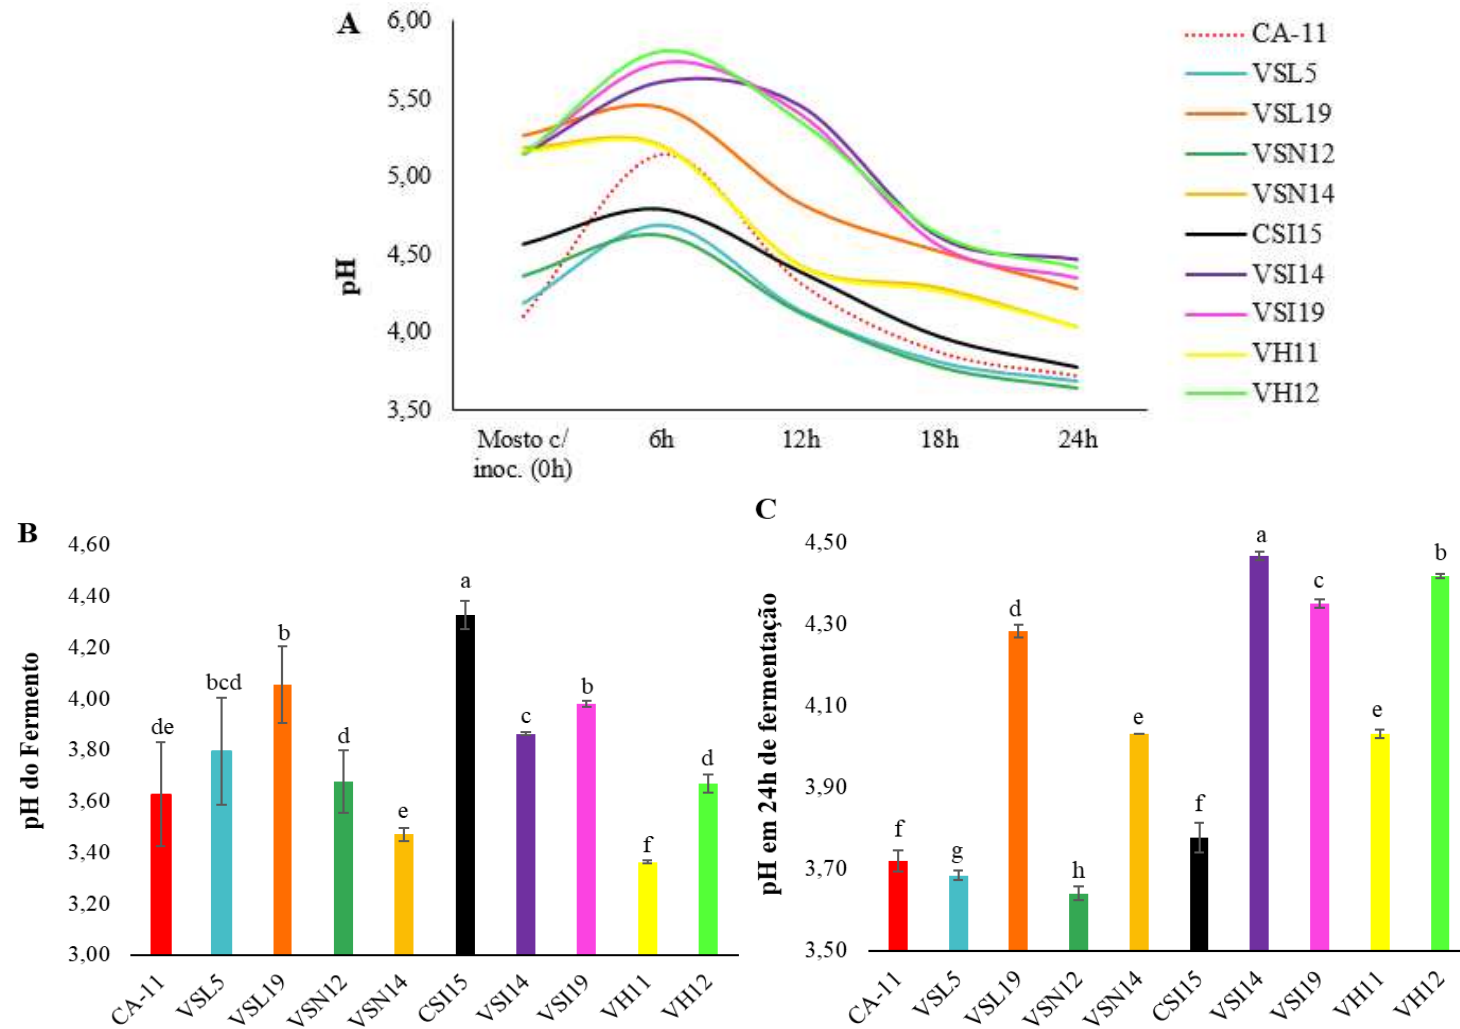 A
6,00
5,50
5,00
4,50
4,00
3,50
pH
Mosto c/
inoc. (0h)
6h
12h
18h
24h
CA-11
VSL5
VSL19
VSN12
VSN14
CSI15
VSI14
VSI19
VH11
VH12
B
4,60
4,40
4,20
4,00
3,80
3,60
3,40
3,20
3,00
pH do Fermento
de
bcd
b
d
e
a
c
b
f
d
CA-11
VSL5
VSL19
VSN12
VSN14
CSI15
VSI14
VSI19
VH11
VH12
C
4,50
4,30
4,10
3,90
3,70
3,50
pH em 24h de fermentação
f
g
d
h
e
f
a
c
e
b
CA-11
VSL5
VSL19
VSN12
VSN14
CSI15
VSI14
VSI19
VH11
VH12